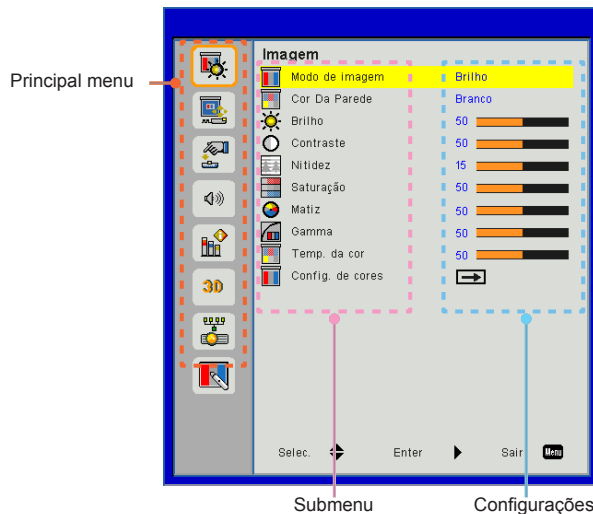 Imagem
Principal menu
Modo de imagem Brilho
Cor Da Parede Branco
Brilho 50
Contraste 50
Nitidez 15
Saturação 50
Matiz 50
Gamma 50
Temp. da cor 50
Config. de cores
3D
Selec. Enter Sair Menu
Submenu Configurações